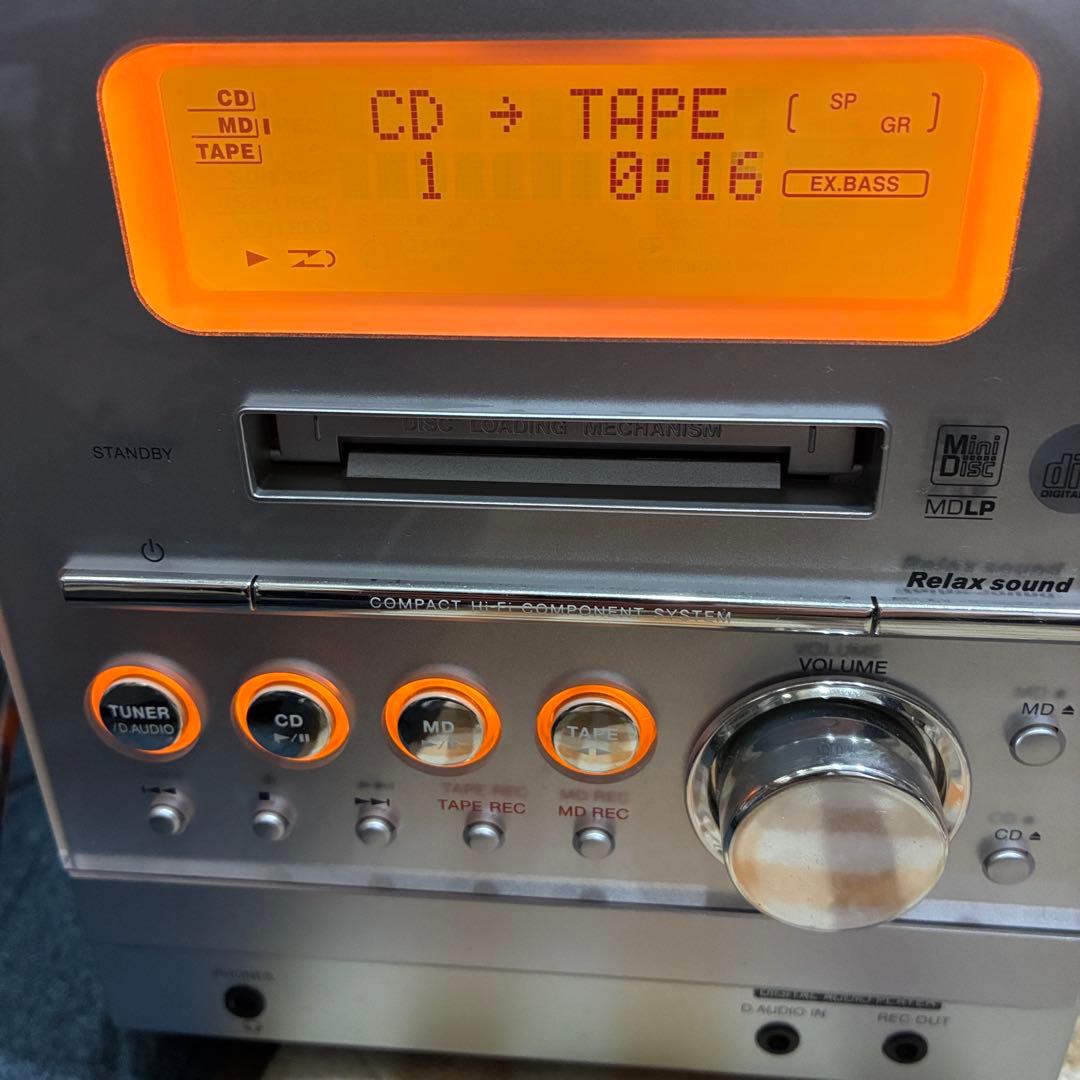 CD
MD
TAPE
CD → TAPE
1 0:16
SP
GR
EX.BASS
DISC LOADING MECHANISM
STANDBY
Mini Disc
MDLP
DIGITAL
Relax sound
COMPACT Hi-Fi COMPONENT SYSTEM
VOLUME
TUNER
/D.AUDIO
CD
MD
TAPE
MD
TAPE REC
MD REC
CD
PHONES
DIGITAL AUDIO PLAYER
D.AUDIO IN
REC OUT